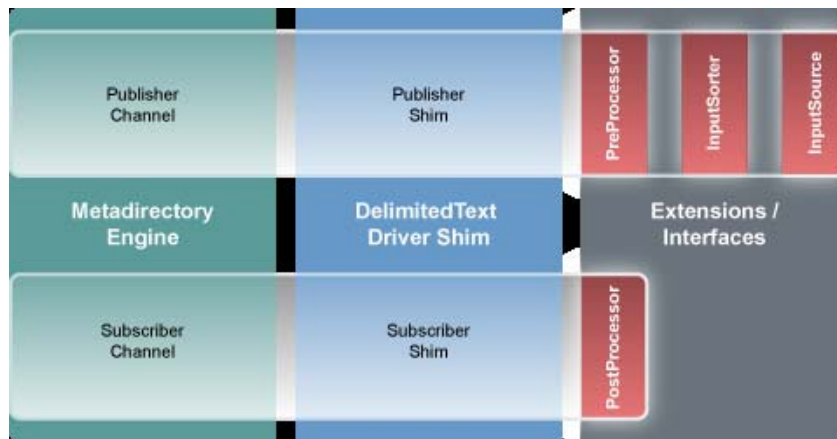 Publisher
Channel
Publisher
Shim
PreProcessor
InputSorter
InputSource
Metadirectory
Engine
DelimitedText
Driver Shim
Extensions /
Interfaces
Subscriber
Channel
Subscriber
Shim
PostProcessor